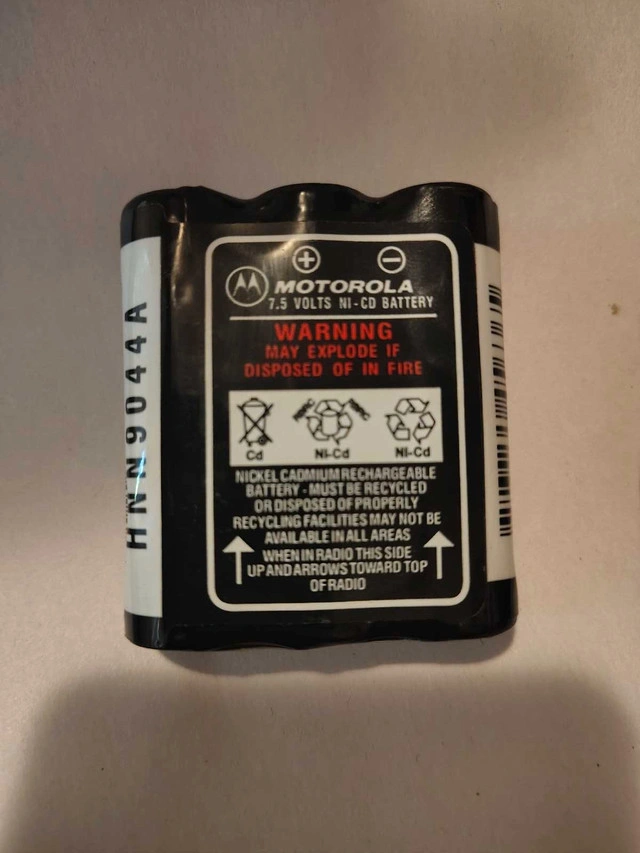 HNN9044A
+ −
MOTOROLA
7.5 VOLTS NI-CD BATTERY
WARNING
MAY EXPLODE IF
DISPOSED OF IN FIRE
Cd Ni-Cd Ni-Cd
NICKEL CADMIUM RECHARGEABLE
BATTERY - MUST BE RECYCLED
OR DISPOSED OF PROPERLY
RECYCLING FACILITIES MAY NOT BE
AVAILABLE IN ALL AREAS
WHEN IN RADIO THIS SIDE
UP AND ARROWS TOWARD TOP
OF RADIO